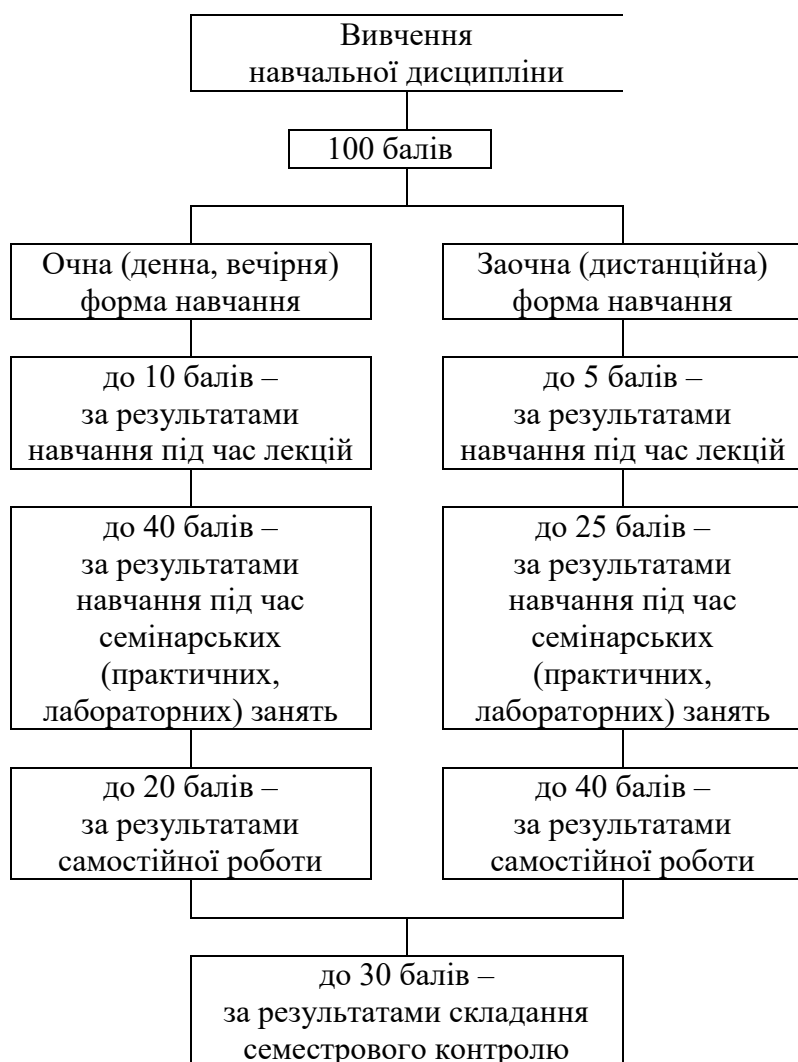 Вивчення
навчальної дисципліни
100 балів
Очна (денна, вечірня)
форма навчання
до 10 балів –
за результатами
навчання під час лекцій
до 40 балів –
за результатами
навчання під час
семінарських
(практичних,
лабораторних) занять
до 20 балів –
за результатами
самостійної роботи
Заочна (дистанційна)
форма навчання
до 5 балів –
за результатами
навчання під час лекцій
до 25 балів –
за результатами
навчання під час
семінарських
(практичних,
лабораторних) занять
до 40 балів –
за результатами
самостійної роботи
до 30 балів –
за результатами складання
семестрового контролю